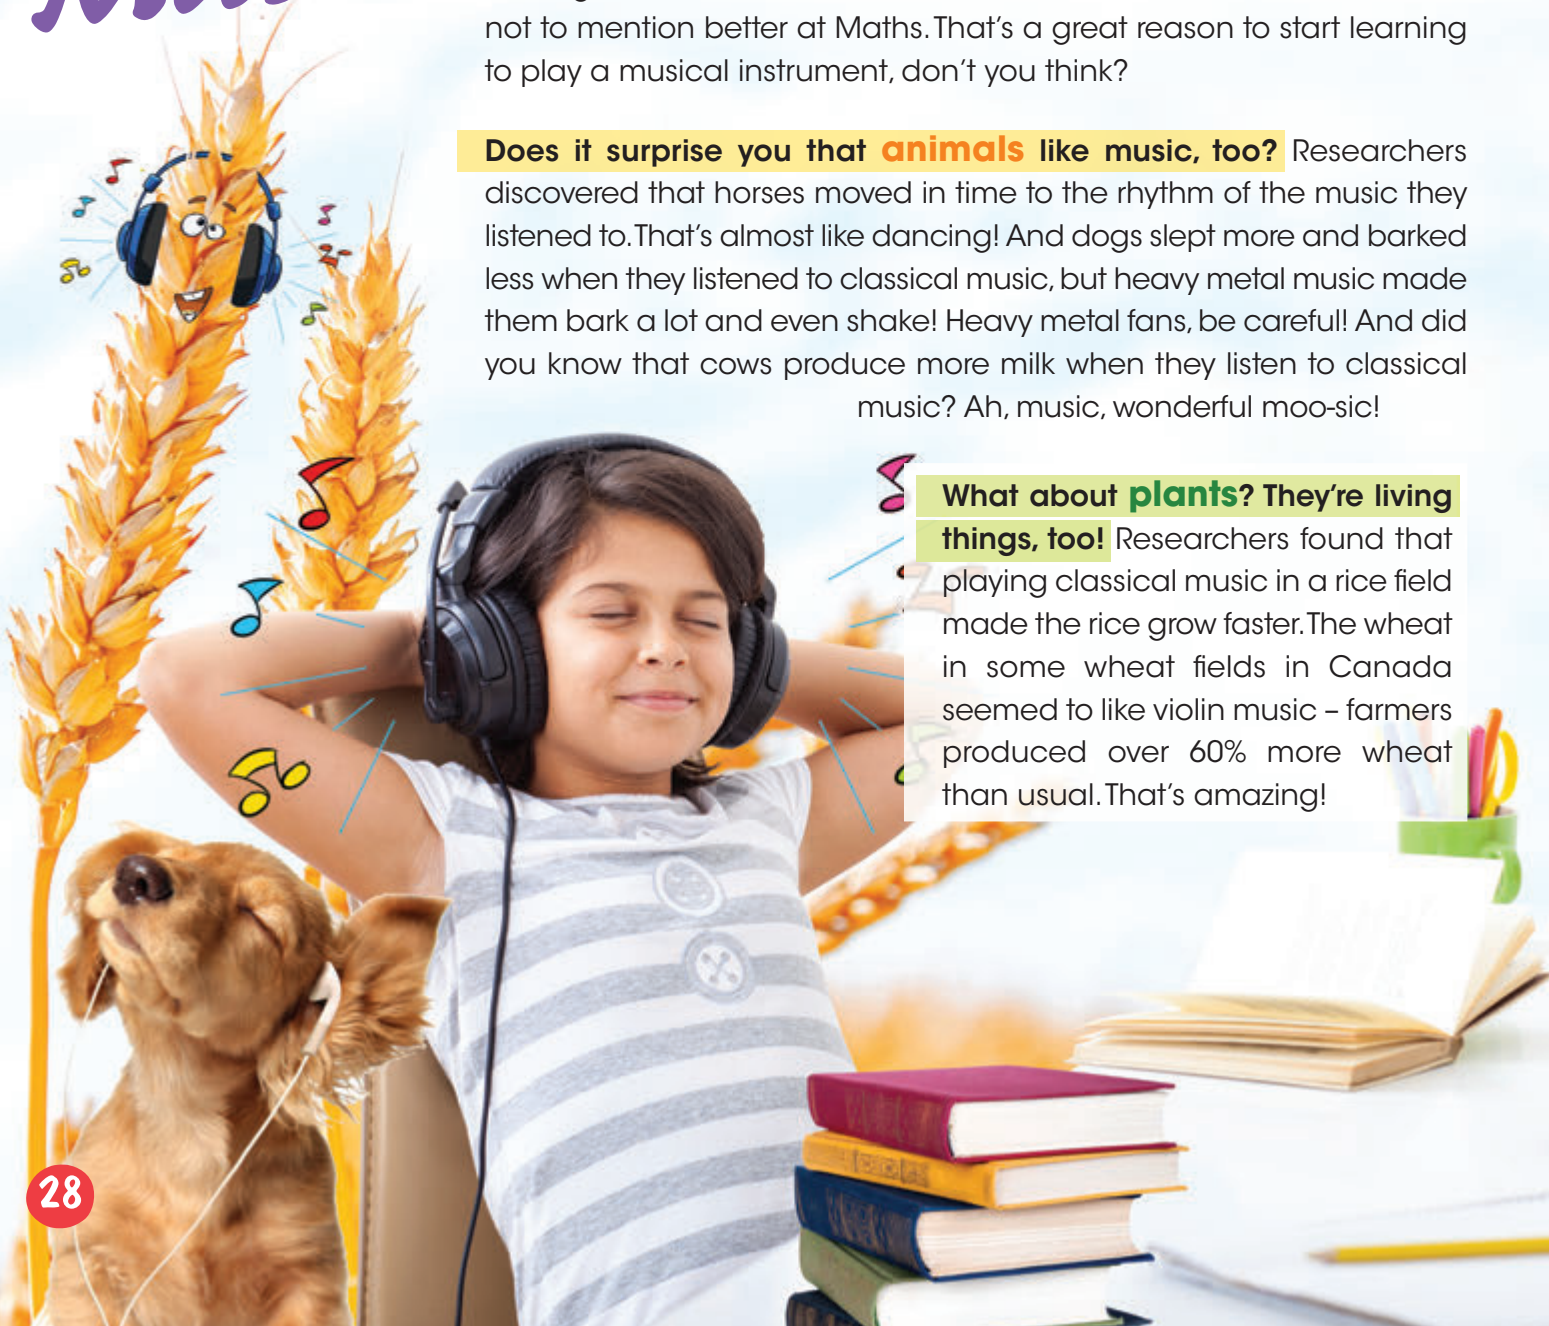 not to mention better at Maths. That's a great reason to start learning
to play a musical instrument, don't you think?
Does it surprise you that animals like music, too? Researchers
discovered that horses moved in time to the rhythm of the music they
listened to. That's almost like dancing! And dogs slept more and barked
less when they listened to classical music, but heavy metal music made
them bark a lot and even shake! Heavy metal fans, be careful! And did
you know that cows produce more milk when they listen to classical
music? Ah, music, wonderful moo-sic!
What about plants? They're living
things, too! Researchers found that
playing classical music in a rice field
made the rice grow faster. The wheat
in some wheat fields in Canada
seemed to like violin music – farmers
produced over 60% more wheat
than usual. That's amazing!
28